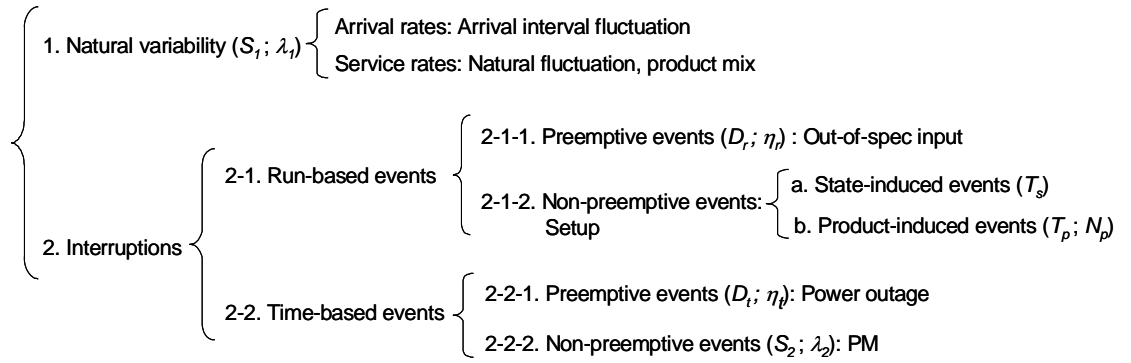 Arrival rates: Arrival interval fluctuation
1. Natural variability (S₁; λ₁)
Service rates: Natural fluctuation, product mix
2-1-1. Preemptive events (Dᵣ; ηᵣ) : Out-of-spec input
2-1. Run-based events
a. State-induced events (Tₛ)
2-1-2. Non-preemptive events:
Setup
b. Product-induced events (Tₚ; Nₚ)
2. Interruptions
2-2-1. Preemptive events (Dₜ; ηₜ): Power outage
2-2. Time-based events
2-2-2. Non-preemptive events (S₂; λ₂): PM